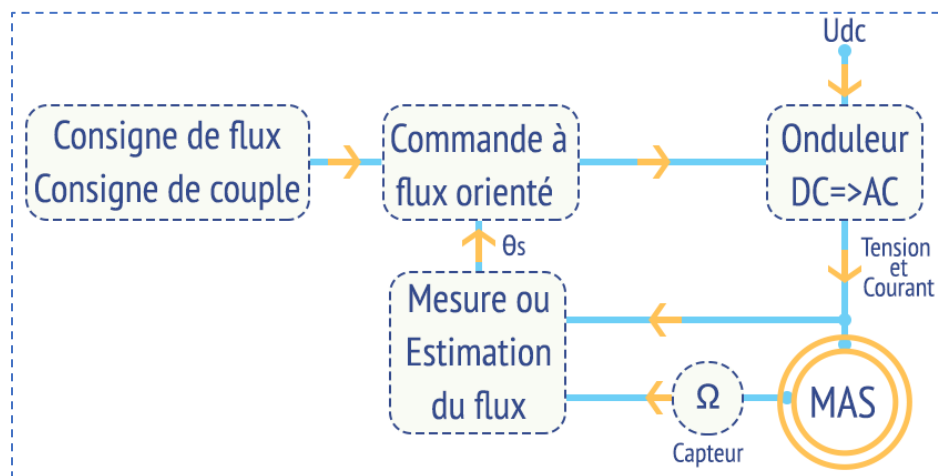 Udc
Consigne de flux
Consigne de couple
Commande à
flux orienté
Onduleur
DC=>AC
θs
Tension
et
Courant
Mesure ou
Estimation
du flux
Ω
Capteur
MAS